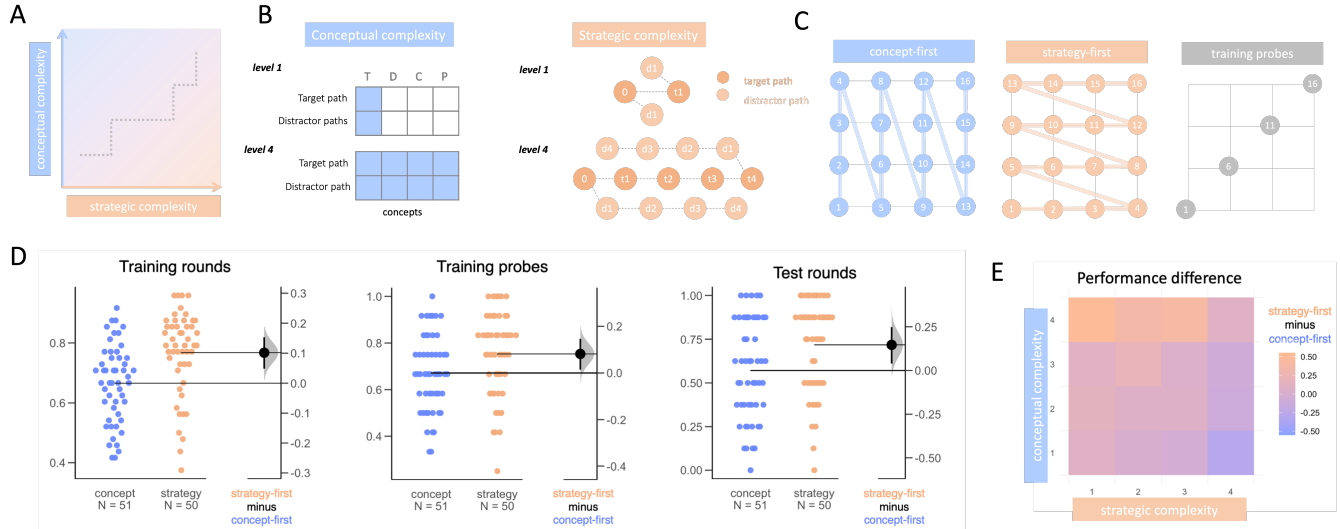 A
conceptual complexity
strategic complexity
B
Conceptual complexity
level 1
T D C P
Target path
Distractor paths
level 4
Target path
Distractor path
concepts
Strategic complexity
level 1
d1
0 t1
d1
target path
distractor path
level 4
d4 d3 d2 d1
0 t1 t2 t3 t4
d1 d2 d3 d4
C
concept-first
4 8 12 16
3 7 11 15
2 6 10 14
1 5 9 13
strategy-first
13 14 15 16
9 10 11 12
5 6 7 8
1 2 3 4
training probes
16
11
6
1
D
Training rounds
0.8
0.6
0.4
0.3
0.2
0.1
0.0
-0.1
-0.2
-0.3
concept
N = 51
strategy
N = 50
strategy-first
minus
concept-first
Training probes
1.0
0.8
0.6
0.4
0.2
0.0
-0.2
-0.4
concept
N = 51
strategy
N = 50
strategy-first
minus
concept-first
Test rounds
1.00
0.75
0.50
0.25
0.00
0.25
0.00
-0.25
-0.50
concept
N = 51
strategy
N = 50
strategy-first
minus
concept-first
E
Performance difference
conceptual complexity
4
3
2
1
1 2 3 4
strategic complexity
strategy-first
minus
concept-first
0.50
0.25
0.00
-0.25
-0.50